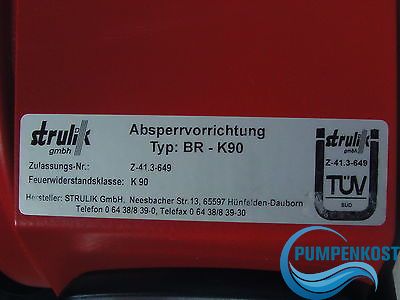 strulik
gmbh
Absperrvorrichtung
Typ: BR - K90
Zulassungs-Nr.: Z-41.3-649
Feuerwiderstandsklasse: K 90
Hersteller: STRULIK GmbH, Neesbacher Str.13, 65597 Hünfelden-Dauborn
Telefon 0 64 38/8 39-0, Telefax 0 64 38/8 39-30
strulik
gmbh
Z-41.3-649
TÜV
SÜD
PUMPENKOST